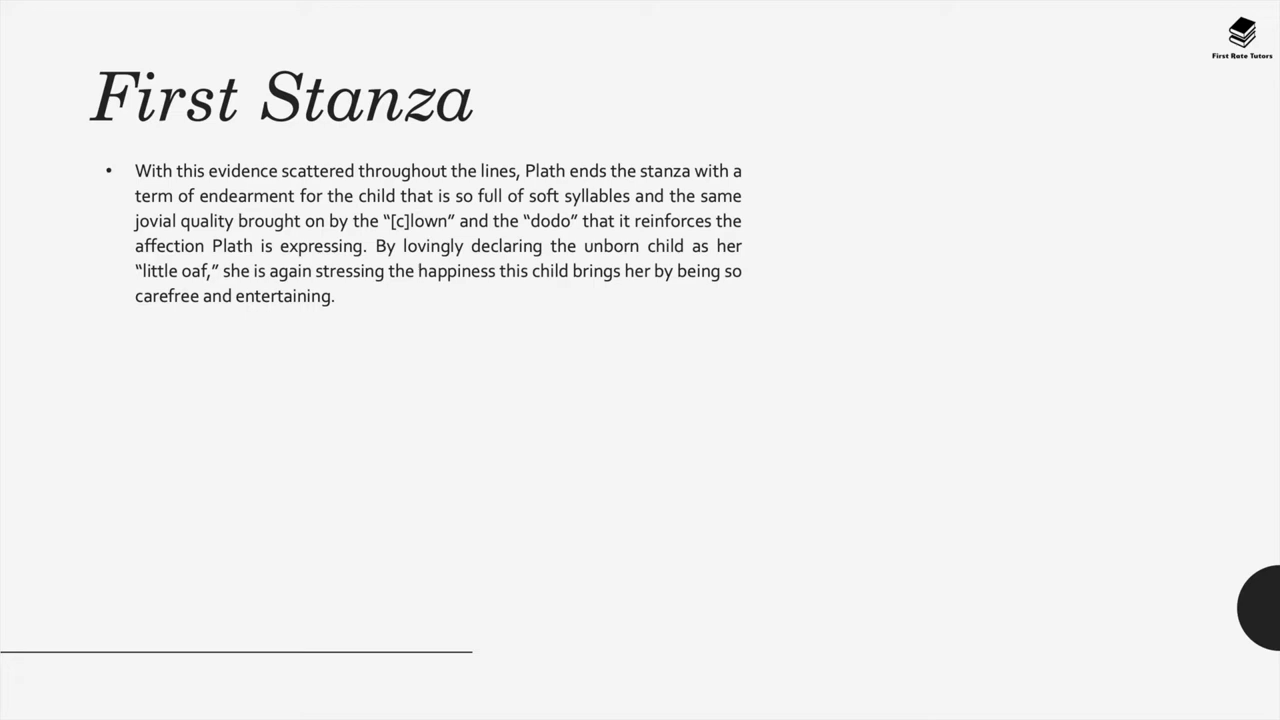 First Rate Tutors
First Stanza
• With this evidence scattered throughout the lines, Plath ends the stanza with a
term of endearment for the child that is so full of soft syllables and the same
jovial quality brought on by the “[c]lown” and the “dodo” that it reinforces the
affection Plath is expressing. By lovingly declaring the unborn child as her
“little oaf,” she is again stressing the happiness this child brings her by being so
carefree and entertaining.